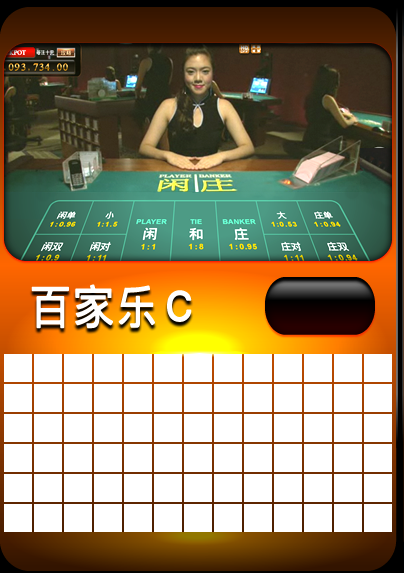 POT
093,734.00
PLAYER BANKER
闲 庄
闲单 小 PLAYER TIE BANKER 大 庄单
1:0.96 1:1.5 闲 和 庄 1:0.53 1:0.94
闲双 闲对 1:1 1:8 1:0.95 庄对 庄双
1:0.9 1:11 1:11 1:0.94
百家乐 C